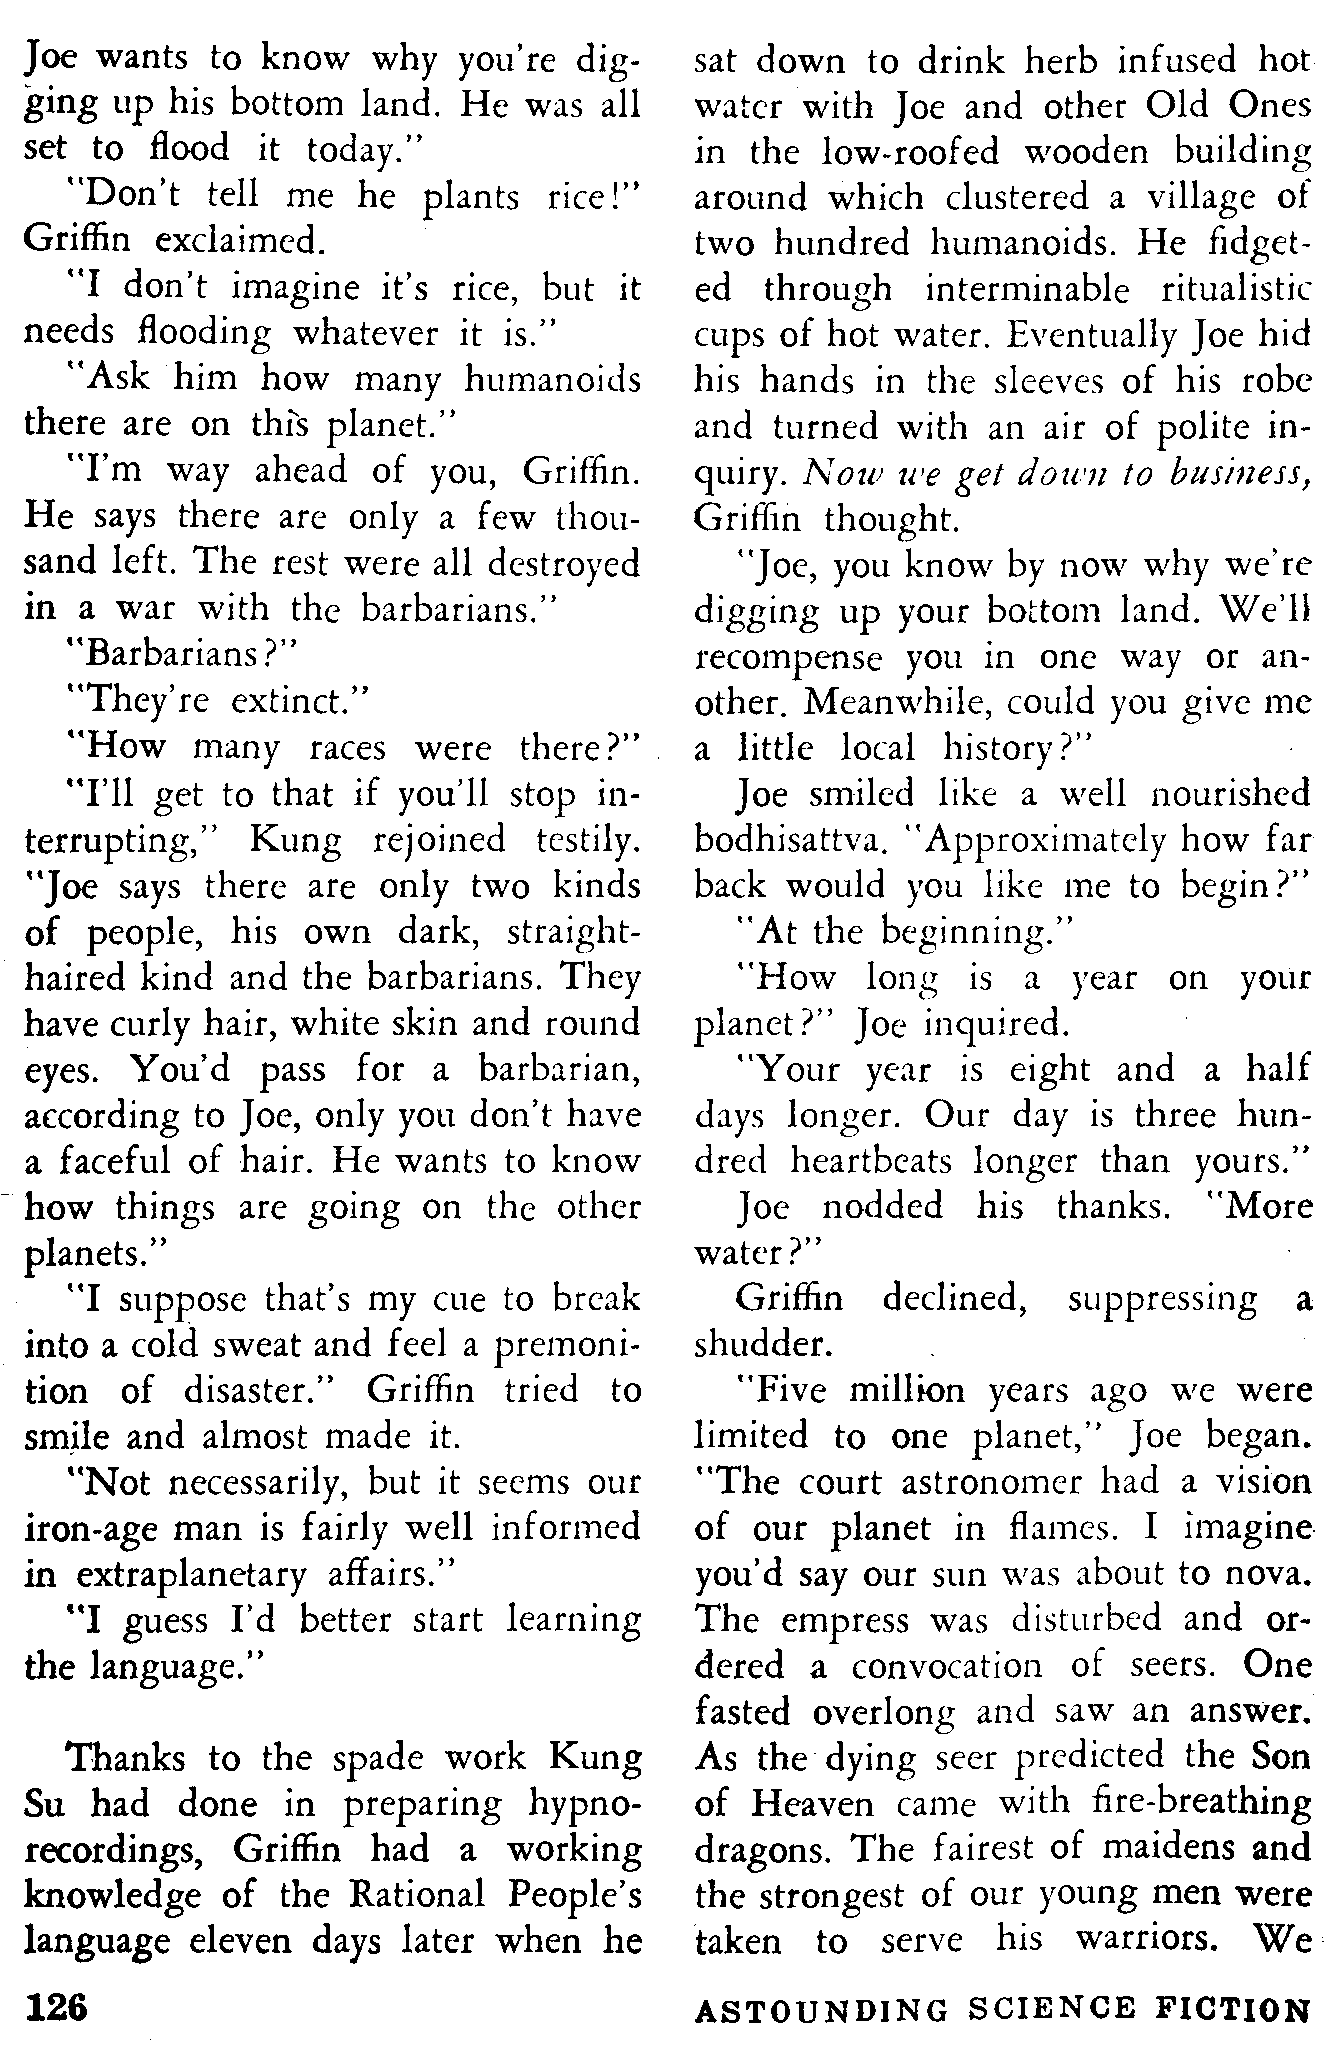 Joe wants to know why you're dig-
ging up his bottom land. He was all
set to flood it today."
"Don't tell me he plants rice!"
Griffin exclaimed.
"I don't imagine it's rice, but it
needs flooding whatever it is."
"Ask him how many humanoids
there are on this planet."
"I'm way ahead of you, Griffin.
He says there are only a few thou-
sand left. The rest were all destroyed
in a war with the barbarians."
"Barbarians?"
"They're extinct."
"How many races were there?"
"I'll get to that if you'll stop in-
terrupting," Kung rejoined testily.
"Joe says there are only two kinds
of people, his own dark, straight-
haired kind and the barbarians. They
have curly hair, white skin and round
eyes. You'd pass for a barbarian,
according to Joe, only you don't have
a faceful of hair. He wants to know
how things are going on the other
planets."
"I suppose that's my cue to break
into a cold sweat and feel a premoni-
tion of disaster." Griffin tried to
smile and almost made it.
"Not necessarily, but it seems our
iron-age man is fairly well informed
in extraplanetary affairs."
"I guess I'd better start learning
the language."
Thanks to the spade work Kung
Su had done in preparing hypno-
recordings, Griffin had a working
knowledge of the Rational People's
language eleven days later when he
sat down to drink herb infused hot
water with Joe and other Old Ones
in the low-roofed wooden building
around which clustered a village of
two hundred humanoids. He fidget-
ed through interminable ritualistic
cups of hot water. Eventually Joe hid
his hands in the sleeves of his robe
and turned with an air of polite in-
quiry. Now we get down to business,
Griffin thought.
"Joe, you know by now why we're
digging up your bottom land. We'll
recompense you in one way or an-
other. Meanwhile, could you give me
a little local history?"
Joe smiled like a well nourished
bodhisattva. "Approximately how far
back would you like me to begin?"
"At the beginning."
"How long is a year on your
planet?" Joe inquired.
"Your year is eight and a half
days longer. Our day is three hun-
dred heartbeats longer than yours."
Joe nodded his thanks. "More
water?"
Griffin declined, suppressing a
shudder.
"Five million years ago we were
limited to one planet," Joe began.
"The court astronomer had a vision
of our planet in flames. I imagine
you'd say our sun was about to nova.
The empress was disturbed and or-
dered a convocation of seers. One
fasted overlong and saw an answer.
As the dying seer predicted the Son
of Heaven came with fire-breathing
dragons. The fairest of maidens and
the strongest of our young men were
taken to serve his warriors. We
126
ASTOUNDING SCIENCE FICTION